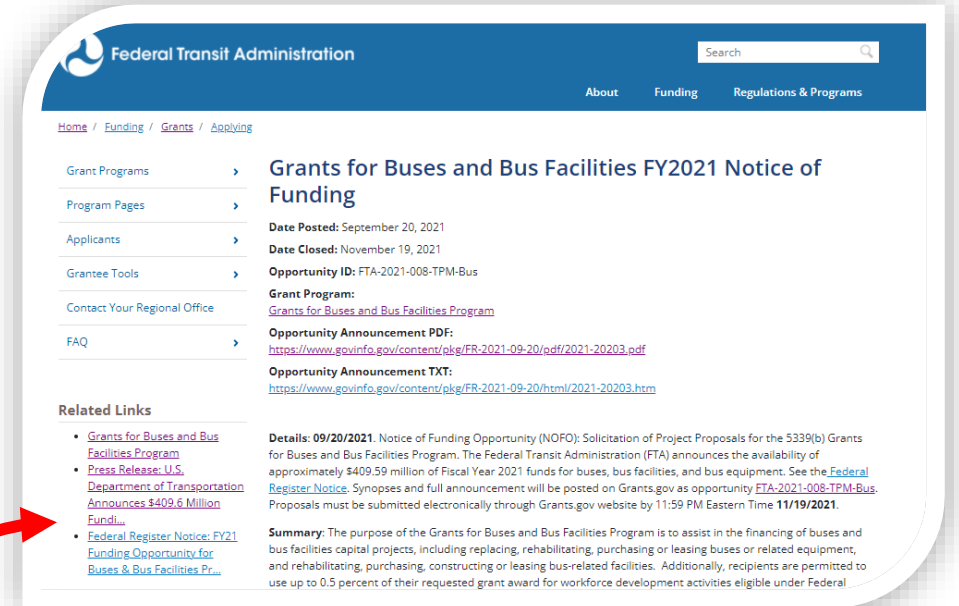 Federal Transit Administration
Search
About Funding Regulations & Programs
Home / Funding / Grants / Applying
Grant Programs
Program Pages
Applicants
Grantee Tools
Contact Your Regional Office
FAQ
Related Links
Grants for Buses and Bus
Facilities Program
Press Release: U.S.
Department of Transportation
Announces $409.6 Million
Fundi...
Federal Register Notice: FY21
Funding Opportunity for
Buses & Bus Facilities Pr...
Grants for Buses and Bus Facilities FY2021 Notice of
Funding
Date Posted: September 20, 2021
Date Closed: November 19, 2021
Opportunity ID: FTA-2021-008-TPM-Bus
Grant Program:
Grants for Buses and Bus Facilities Program
Opportunity Announcement PDF:
https://www.govinfo.gov/content/pkg/FR-2021-09-20/pdf/2021-20203.pdf
Opportunity Announcement TXT:
https://www.govinfo.gov/content/pkg/FR-2021-09-20/html/2021-20203.htm
Details: 09/20/2021. Notice of Funding Opportunity (NOFO): Solicitation of Project Proposals for the 5339(b) Grants
for Buses and Bus Facilities Program. The Federal Transit Administration (FTA) announces the availability of
approximately $409.59 million of Fiscal Year 2021 funds for buses, bus facilities, and bus equipment. See the Federal
Register Notice. Synopses and full announcement will be posted on Grants.gov as opportunity FTA-2021-008-TPM-Bus.
Proposals must be submitted electronically through Grants.gov website by 11:59 PM Eastern Time 11/19/2021.
Summary: The purpose of the Grants for Buses and Bus Facilities Program is to assist in the financing of buses and
bus facilities capital projects, including replacing, rehabilitating, purchasing or leasing buses or related equipment,
and rehabilitating, purchasing, constructing or leasing bus-related facilities. Additionally, recipients are permitted to
use up to 0.5 percent of their requested grant award for workforce development activities eligible under Federal